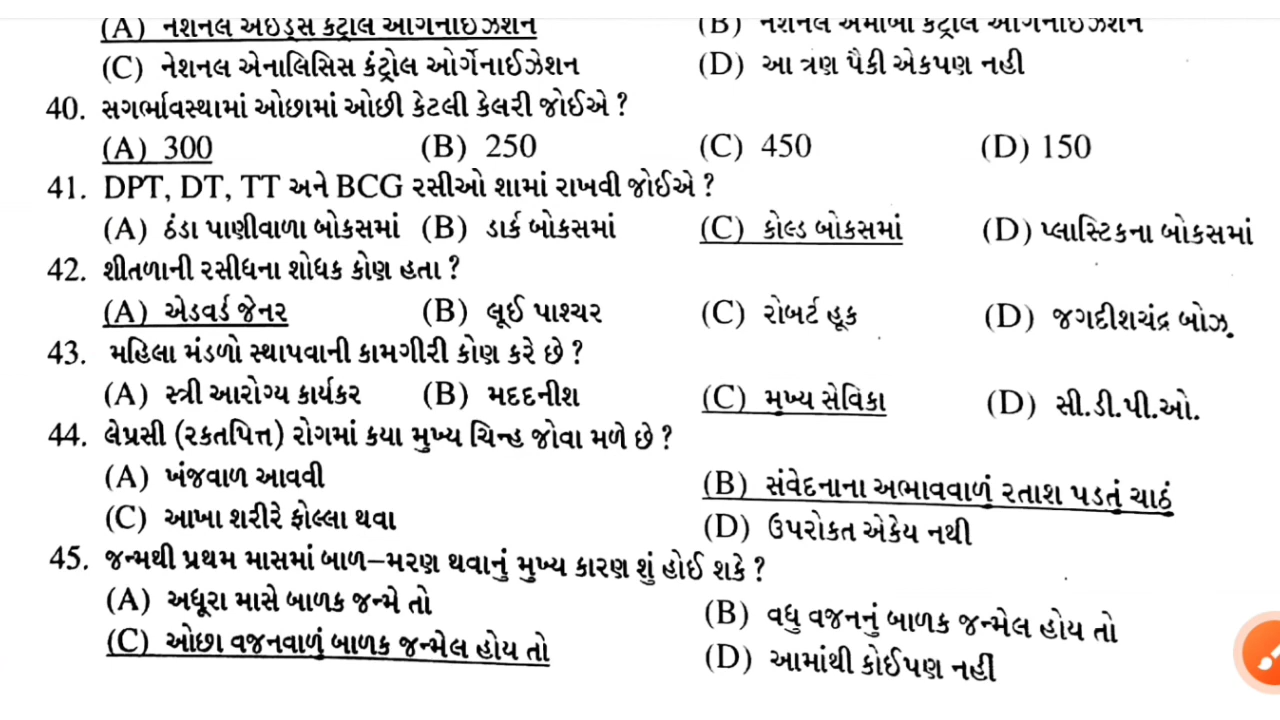 (A) નેશનલ એઇડ્સ કંટ્રોલ ઓર્ગેનાઈઝેશન (B) નેશનલ અમીબા કંટ્રોલ ઓર્ગેનાઈઝેશન
(C) નેશનલ એનાલિસિસ કંટ્રોલ ઓર્ગેનાઈઝેશન (D) આ ત્રણ પૈકી એકપણ નહી
40. સગર્ભાવસ્થામાં ઓછામાં ઓછી કેટલી કેલરી જોઈએ ?
(A) 300 (B) 250 (C) 450 (D) 150
41. DPT, DT, TT અને BCG રસીઓ શામાં રાખવી જોઈએ ?
(A) ઠંડા પાણીવાળા બોકસમાં (B) ડાર્ક બોકસમાં (C) કોલ્ડ બોકસમાં (D) પ્લાસ્ટિકના બોકસમાં
42. શીતળાની રસીધના શોધક કોણ હતા ?
(A) એડવર્ડ જેનર (B) લૂઈ પાશ્ચર (C) રોબર્ટ હૂક (D) જગદીશચંદ્ર બોઝ
43. મહિલા મંડળો સ્થાપવાની કામગીરી કોણ કરે છે ?
(A) સ્ત્રી આરોગ્ય કાર્યકર (B) મદદનીશ (C) મુખ્ય સેવિકા (D) સી.ડી.પી.ઓ.
44. લેપ્રસી (રકતપિત્ત) રોગમાં કયા મુખ્ય ચિન્હ જોવા મળે છે ?
(A) ખંજવાળ આવવી (B) સંવેદનાના અભાવવાળું રતાશ પડતું ચાઠું
(C) આખા શરીરે ફોલ્લા થવા (D) ઉપરોકત એકેય નથી
45. જન્મથી પ્રથમ માસમાં બાળ–મરણ થવાનું મુખ્ય કારણ શું હોઈ શકે ?
(A) અધૂરા માસે બાળક જન્મે તો (B) વધુ વજનનું બાળક જન્મેલ હોય તો
(C) ઓછા વજનવાળું બાળક જન્મેલ હોય તો (D) આમાંથી કોઈપણ નહીં